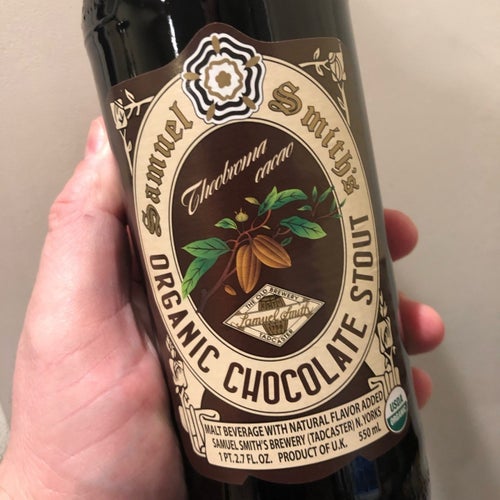 Samuel Smith's
Theobroma
cacao
THE OLD BREWERY
Samuel Smith
TADCASTER
ORGANIC CHOCOLATE STOUT
MALT BEVERAGE WITH NATURAL FLAVOR ADDED
SAMUEL SMITH'S BREWERY (TADCASTER) N. YORKS
1 PT. 2.7 FL. OZ. PRODUCT OF U.K. 550 mL
USDA
ORGANIC